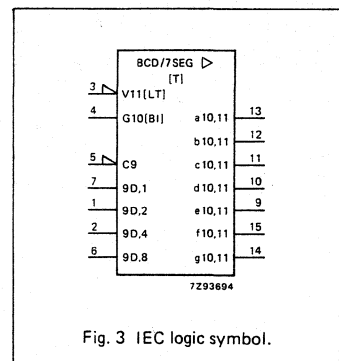 BCD/7SEG ▷
[T]
3 V11[LT]
4 G10[BI] a10,11 13
b10,11 12
5 C9 c10,11 11
7 9D,1 d10,11 10
1 9D,2 e10,11 9
2 9D,4 f10,11 15
6 9D,8 g10,11 14
7Z93694
Fig. 3 IEC logic symbol.